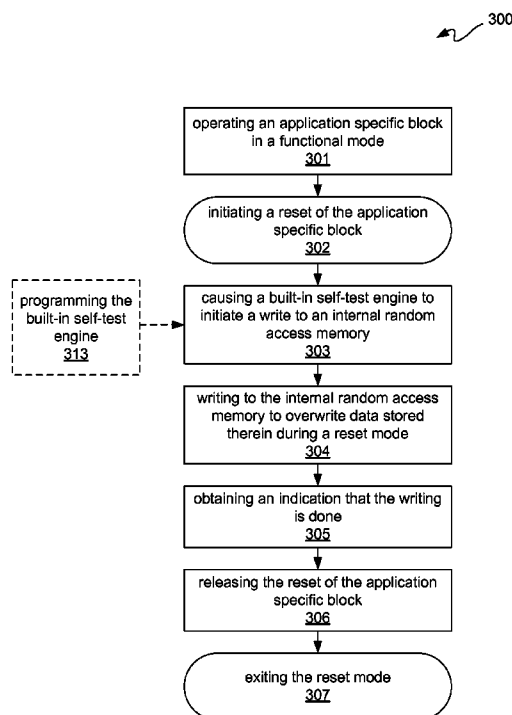 300
operating an application specific block
in a functional mode
301
initiating a reset of the application
specific block
302
programming the
built-in self-test
engine
313
causing a built-in self-test engine to
initiate a write to an internal random
access memory
303
writing to the internal random access
memory to overwrite data stored
therein during a reset mode
304
obtaining an indication that the writing
is done
305
releasing the reset of the application
specific block
306
exiting the reset mode
307